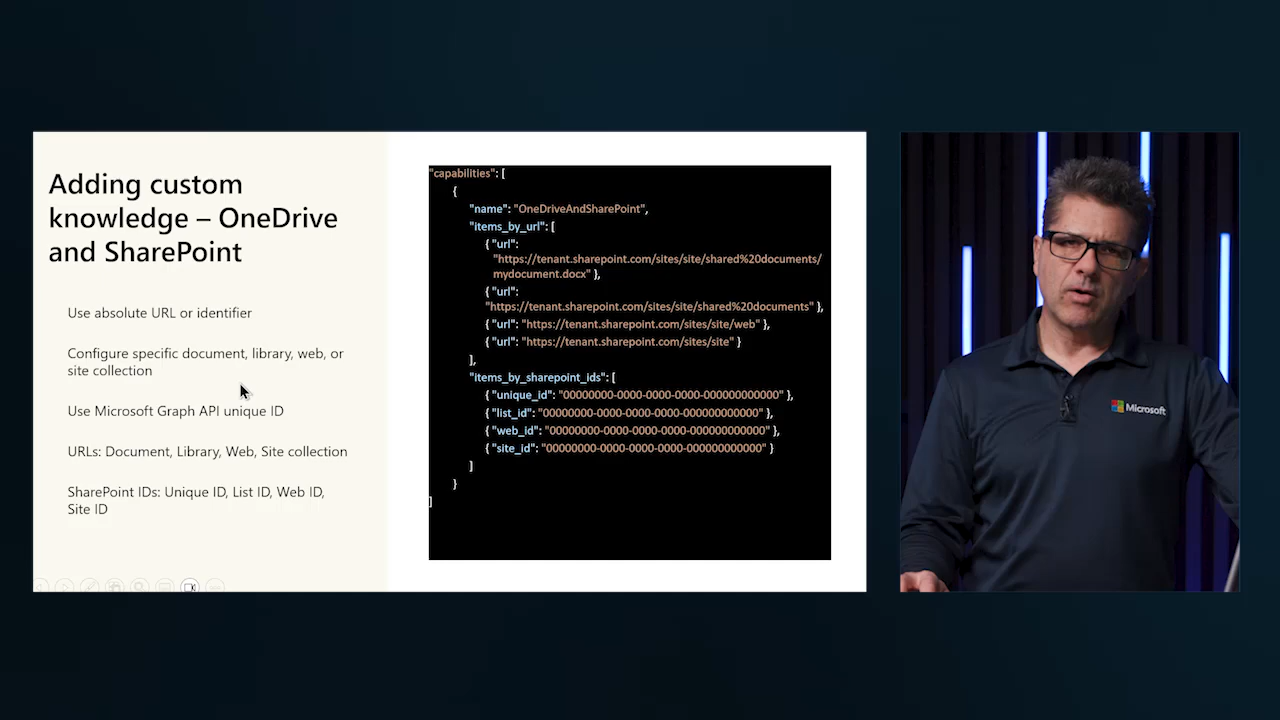 Adding custom
knowledge – OneDrive
and SharePoint
Use absolute URL or identifier
Configure specific document, library, web, or
site collection
Use Microsoft Graph API unique ID
URLs: Document, Library, Web, Site collection
SharePoint IDs: Unique ID, List ID, Web ID,
Site ID
"capabilities": [
{
"name": "OneDriveAndSharePoint",
"items_by_url": [
{ "url":
"https://tenant.sharepoint.com/sites/site/shared%20documents/
mydocument.docx" },
{ "url":
"https://tenant.sharepoint.com/sites/site/shared%20documents" },
{ "url": "https://tenant.sharepoint.com/sites/site/web" },
{ "url": "https://tenant.sharepoint.com/sites/site" }
],
"items_by_sharepoint_ids": [
{ "unique_id": "00000000-0000-0000-0000-000000000000" },
{ "list_id": "00000000-0000-0000-0000-000000000000" },
{ "web_id": "00000000-0000-0000-0000-000000000000" },
{ "site_id": "00000000-0000-0000-0000-000000000000" }
]
}
]
Microsoft